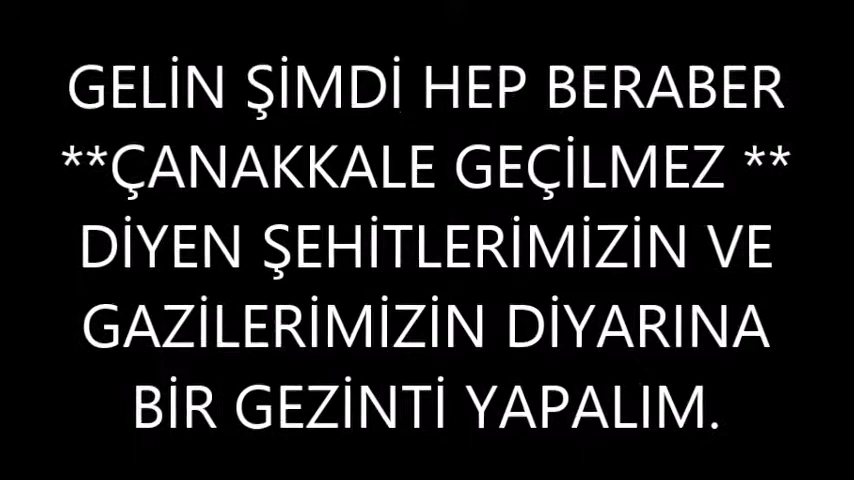 GELİN ŞİMDİ HEP BERABER
**ÇANAKKALE GEÇİLMEZ **
DİYEN ŞEHİTLERİMİZİN VE
GAZİLERİMİZİN DİYARINA
BİR GEZİNTİ YAPALIM.